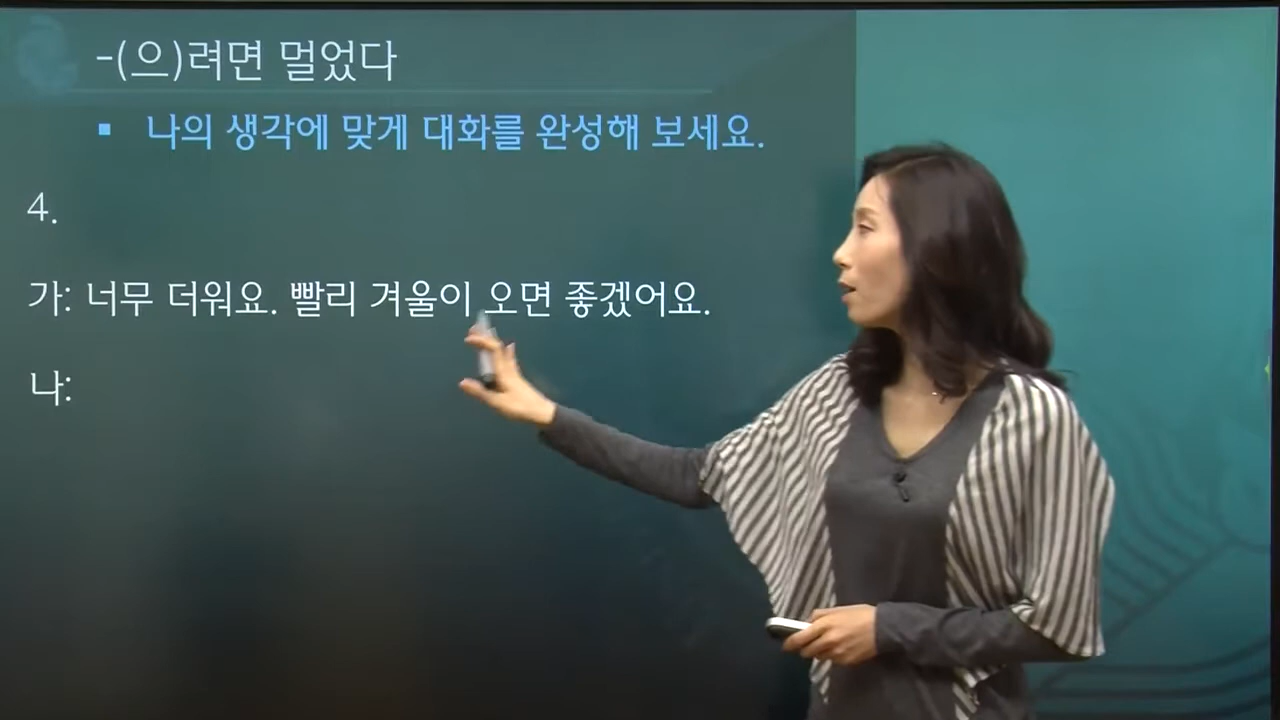 -(으)려면 멀었다
▪ 나의 생각에 맞게 대화를 완성해 보세요.
4.
가: 너무 더워요. 빨리 겨울이 오면 좋겠어요.
나: